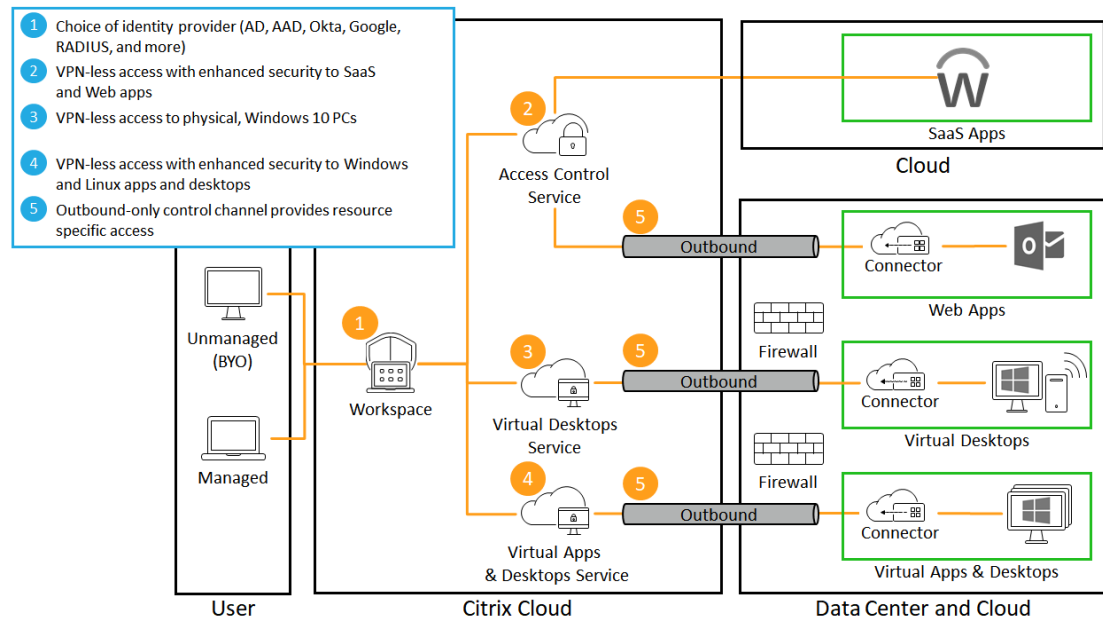 1 Choice of identity provider (AD, AAD, Okta, Google,
RADIUS, and more)
2 VPN-less access with enhanced security to SaaS
and Web apps
3 VPN-less access to physical, Windows 10 PCs
4 VPN-less access with enhanced security to Windows
and Linux apps and desktops
5 Outbound-only control channel provides resource
specific access
Unmanaged
(BYO)
Managed
User
1
Workspace
2
Access Control
Service
3
Virtual Desktops
Service
4
Virtual Apps
& Desktops Service
5
Outbound
5
Outbound
5
Outbound
Citrix Cloud
W
SaaS Apps
Cloud
Connector
O
Web Apps
Firewall
Connector
Virtual Desktops
Firewall
Connector
Virtual Apps & Desktops
Data Center and Cloud